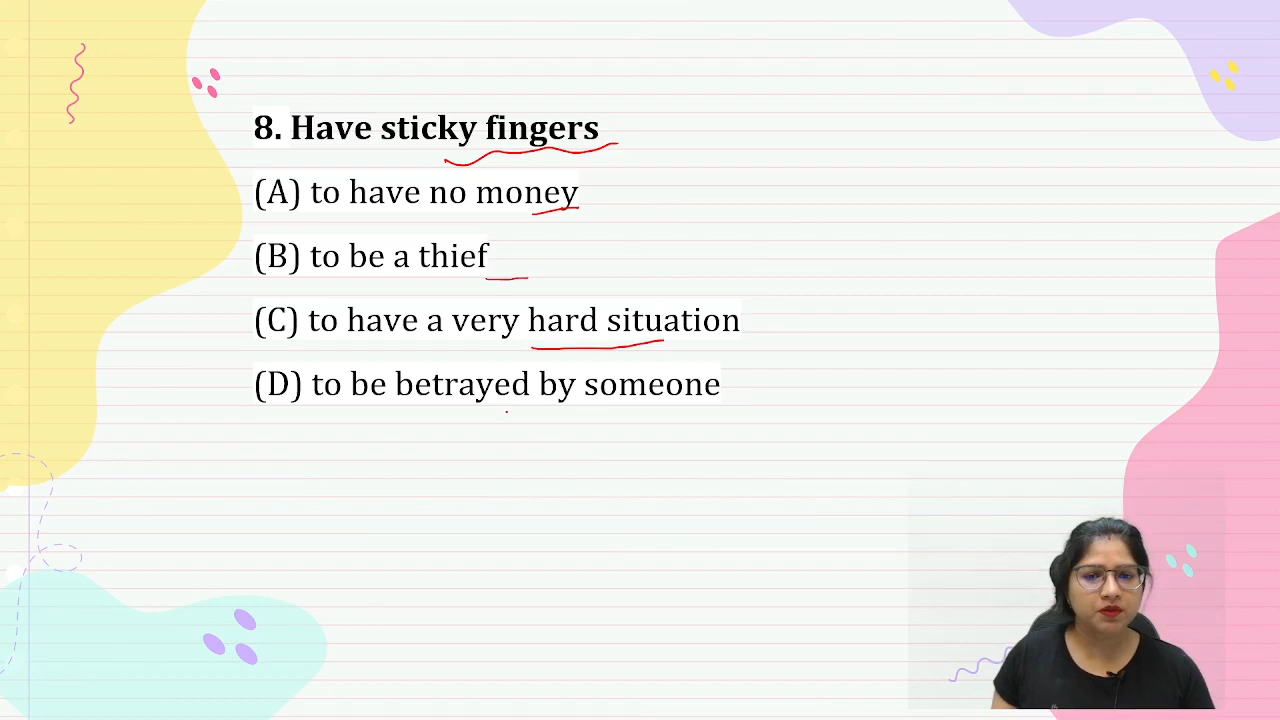 8. Have sticky fingers
(A) to have no money
(B) to be a thief
(C) to have a very hard situation
(D) to be betrayed by someone